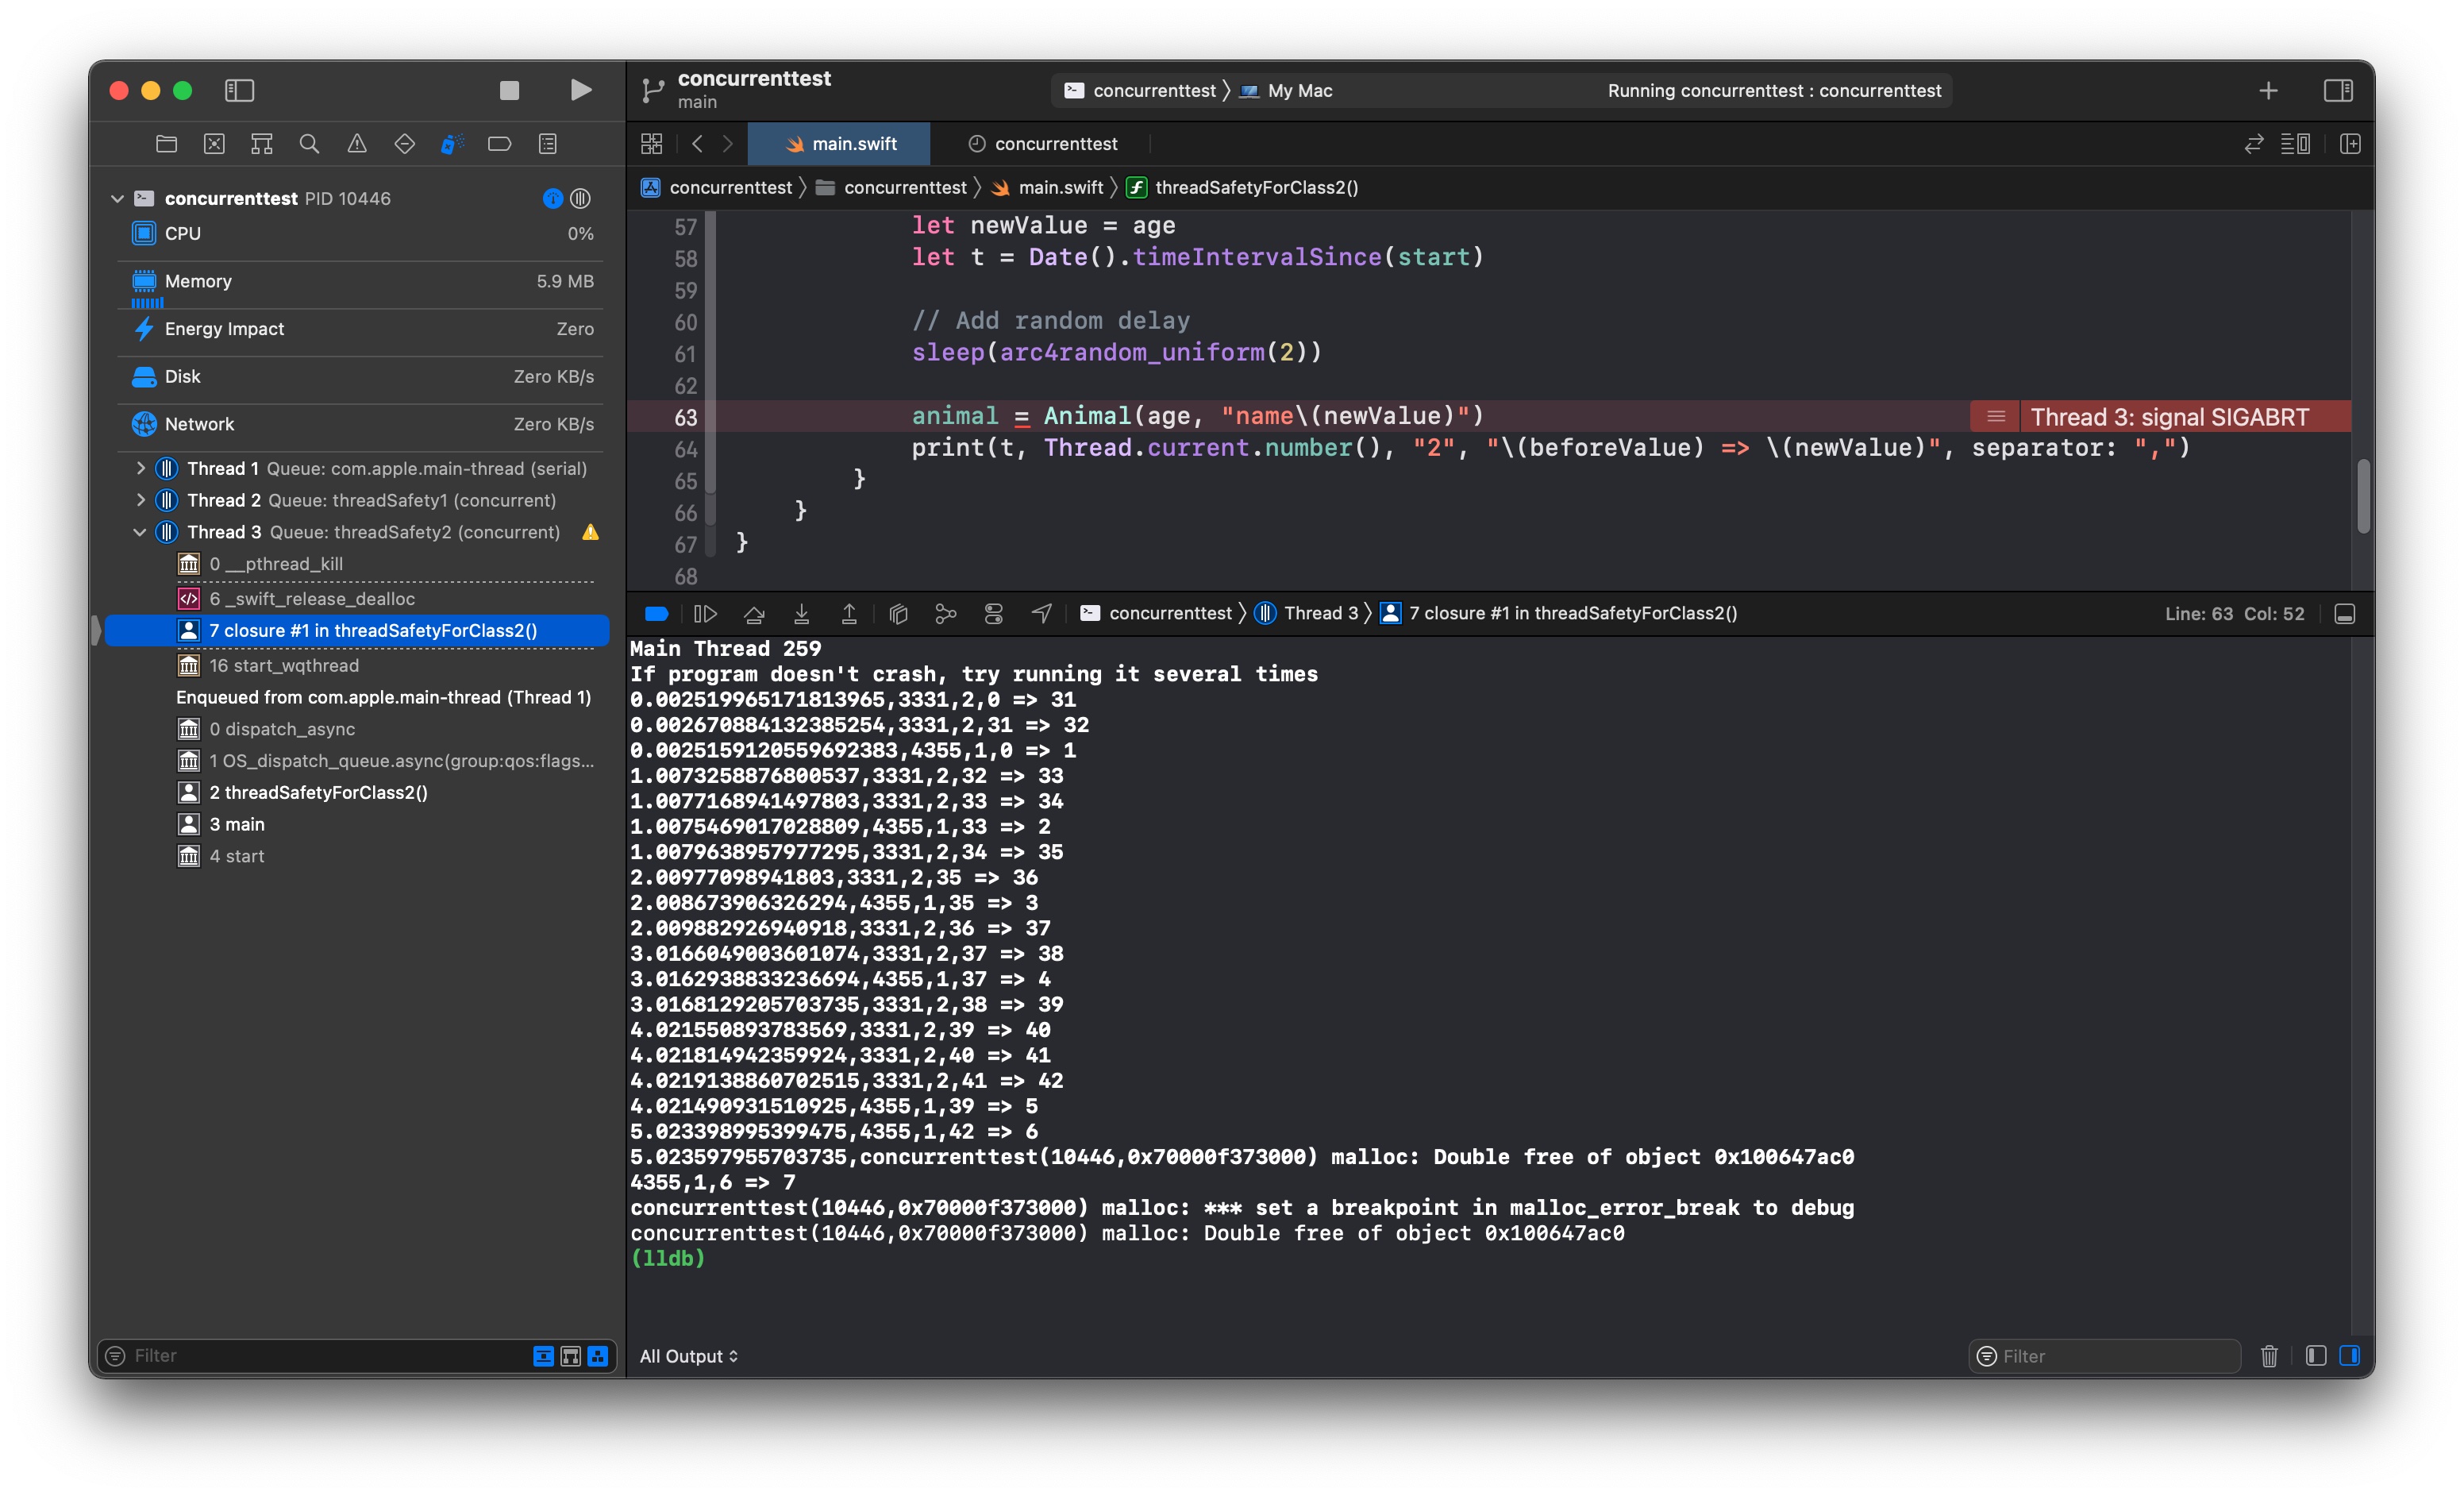 concurrenttest
main
concurrenttest
My Mac
Running concurrenttest : concurrenttest
main.swift
concurrenttest
concurrenttest
concurrenttest
main.swift
threadSafetyForClass2()
concurrenttest PID 10446
CPU 0%
Memory 5.9 MB
Energy Impact Zero
Disk Zero KB/s
Network Zero KB/s
Thread 1 Queue: com.apple.main-thread (serial)
Thread 2 Queue: threadSafety1 (concurrent)
Thread 3 Queue: threadSafety2 (concurrent)
0 __pthread_kill
6 _swift_release_dealloc
7 closure #1 in threadSafetyForClass2()
16 start_wqthread
Enqueued from com.apple.main-thread (Thread 1)
0 dispatch_async
1 OS_dispatch_queue.async(group:qos:flags...
2 threadSafetyForClass2()
3 main
4 start
Filter
57 let newValue = age
58 let t = Date().timeIntervalSince(start)
59
60 // Add random delay
61 sleep(arc4random_uniform(2))
62
63 animal = Animal(age, "name\(newValue)")
Thread 3: signal SIGABRT
64 print(t, Thread.current.number(), "2", "\(beforeValue) => \(newValue)", separator: ",")
65 }
66 }
67 }
68
concurrenttest
Thread 3
7 closure #1 in threadSafetyForClass2()
Line: 63 Col: 52
Main Thread 259
If program doesn't crash, try running it several times
0.002519965171813965,3331,2,0 => 31
0.002670884132385254,3331,2,31 => 32
0.0025159120559692383,4355,1,0 => 1
1.0073258876800537,3331,2,32 => 33
1.0077168941497803,3331,2,33 => 34
1.0075469017028809,4355,1,33 => 2
1.0079638957977295,3331,2,34 => 35
2.00977098941803,3331,2,35 => 36
2.008673906326294,4355,1,35 => 3
2.009882926940918,3331,2,36 => 37
3.0166049003601074,3331,2,37 => 38
3.0162938833236694,4355,1,37 => 4
3.0168129205703735,3331,2,38 => 39
4.021550893783569,3331,2,39 => 40
4.021814942359924,3331,2,40 => 41
4.0219138860702515,3331,2,41 => 42
4.021490931510925,4355,1,39 => 5
5.023398995399475,4355,1,42 => 6
5.023597955703735,concurrenttest(10446,0x70000f373000) malloc: Double free of object 0x100647ac0
4355,1,6 => 7
concurrenttest(10446,0x70000f373000) malloc: *** set a breakpoint in malloc_error_break to debug
concurrenttest(10446,0x70000f373000) malloc: Double free of object 0x100647ac0
(lldb)
All Output
Filter